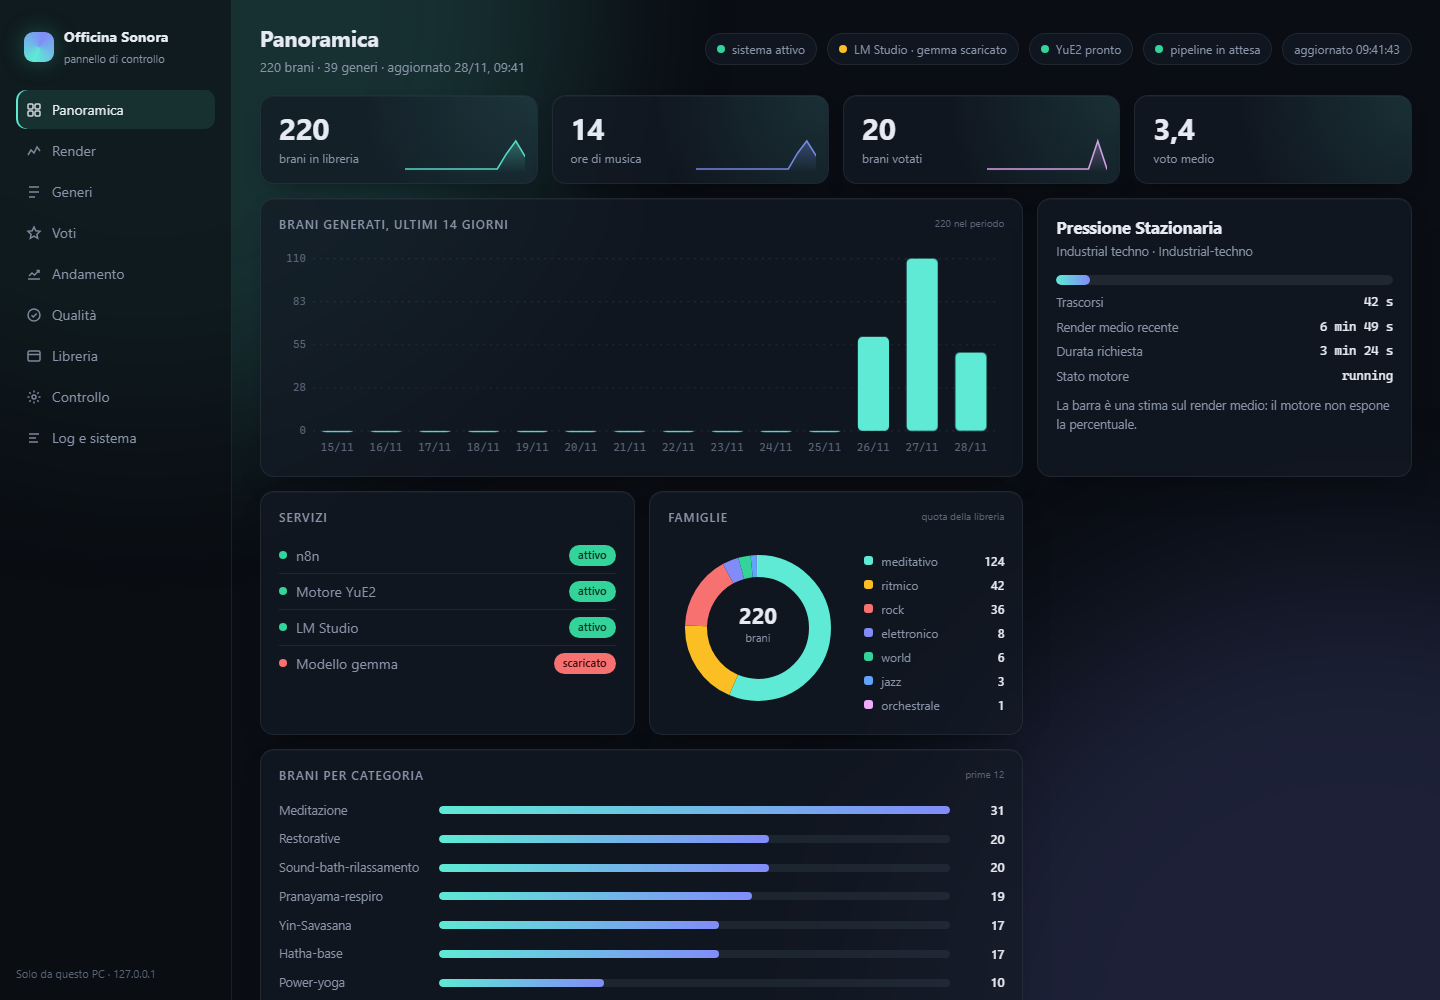 Officina Sonora
pannello di controllo
Panoramica
Render
Generi
Voti
Andamento
Qualità
Libreria
Controllo
Log e sistema
Solo da questo PC · 127.0.0.1
Panoramica
220 brani · 39 generi · aggiornato 28/11, 09:41
sistema attivo
LM Studio · gemma scaricato
YuE2 pronto
pipeline in attesa
aggiornato 09:41:43
220
brani in libreria
14
ore di musica
20
brani votati
3,4
voto medio
BRANI GENERATI, ULTIMI 14 GIORNI
220 nel periodo
110
83
55
28
0
15/11 16/11 17/11 18/11 19/11 20/11 21/11 22/11 23/11 24/11 25/11 26/11 27/11 28/11
Pressione Stazionaria
Industrial techno · Industrial-techno
Trascorsi 42 s
Render medio recente 6 min 49 s
Durata richiesta 3 min 24 s
Stato motore running
La barra è una stima sul render medio: il motore non espone
la percentuale.
SERVIZI
n8n attivo
Motore YuE2 attivo
LM Studio attivo
Modello gemma scaricato
FAMIGLIE
quota della libreria
220
brani
meditativo 124
ritmico 42
rock 36
elettronico 8
world 6
jazz 3
orchestrale 1
BRANI PER CATEGORIA
prime 12
Meditazione 31
Restorative 20
Sound-bath-rilassamento 20
Pranayama-respiro 19
Yin-Savasana 17
Hatha-base 17
Power-yoga 10